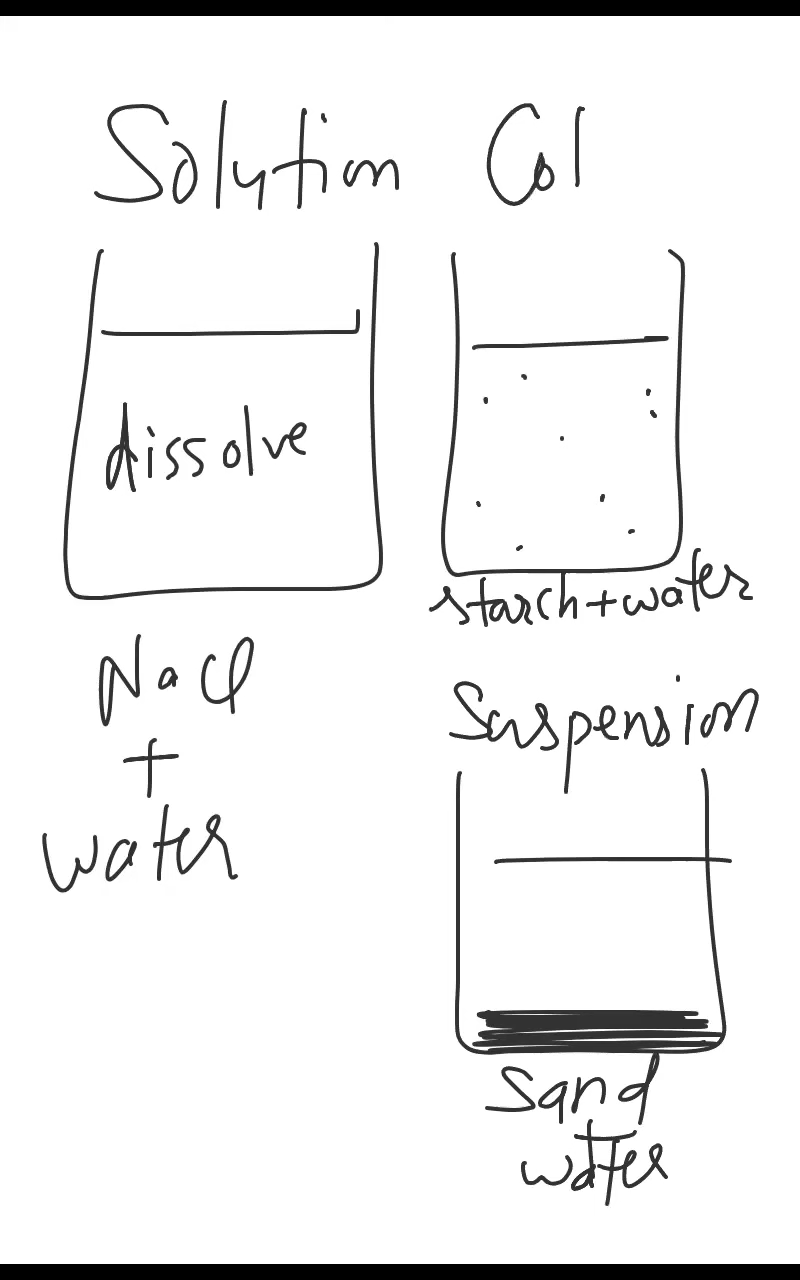 Solution
dissolve
NaCl
+
water
Col
starch+water
Suspension
Sand
+
water